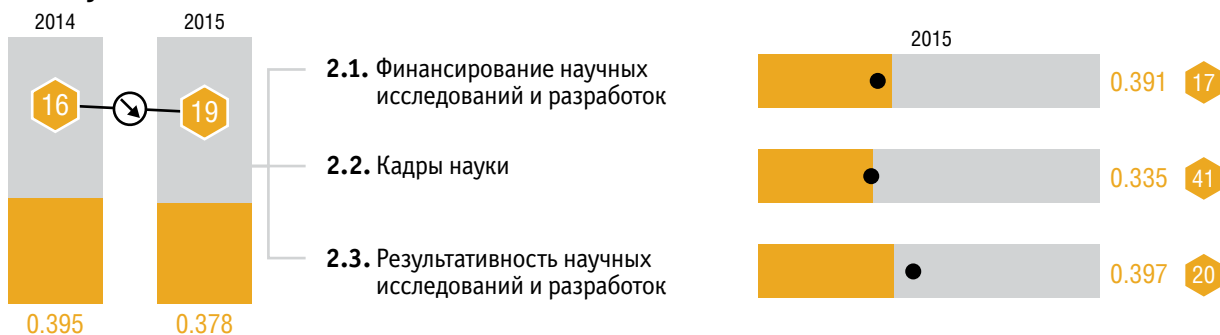 2014
2015
16
19
0.395
0.378
2.1. Финансирование научных
исследований и разработок
2.2. Кадры науки
2.3. Результативность научных
исследований и разработок
2015
0.391
17
0.335
41
0.397
20